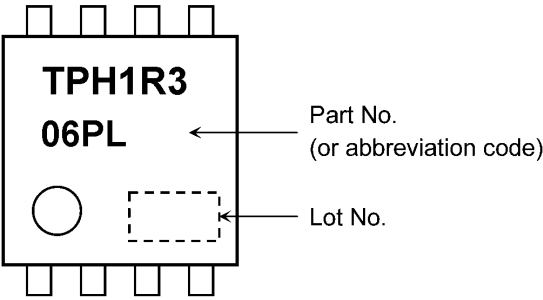 TPH1R3
06PL
Part No.
(or abbreviation code)
Lot No.